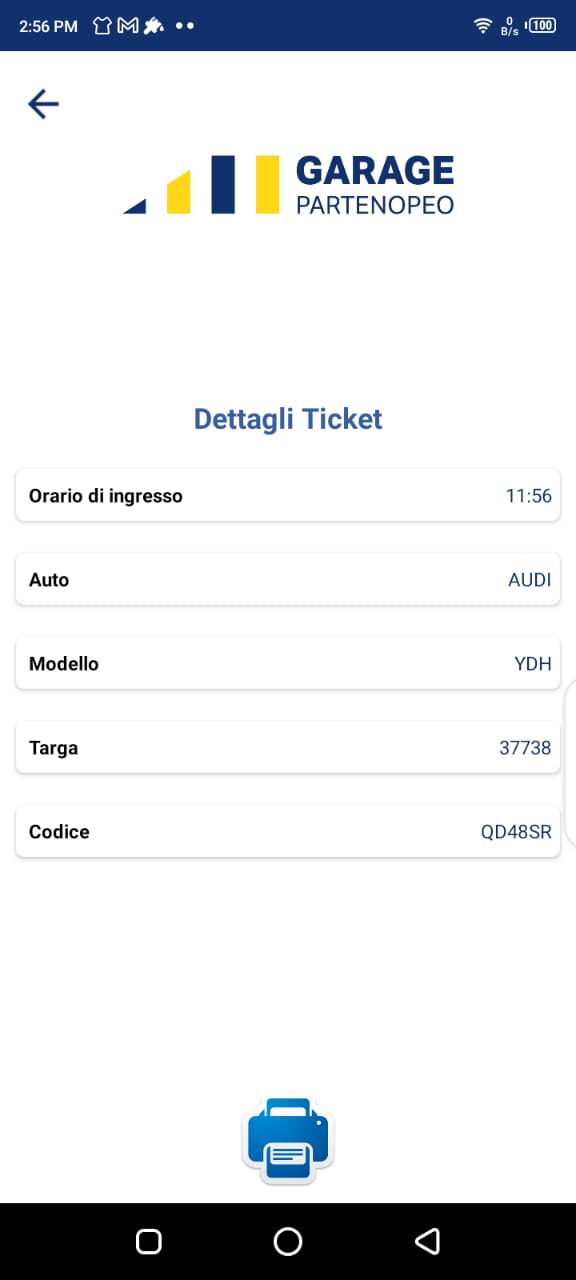 2:56 PM
0
B/s
100
GARAGE
PARTENOPEO
Dettagli Ticket
Orario di ingresso 11:56
Auto AUDI
Modello YDH
Targa 37738
Codice QD48SR